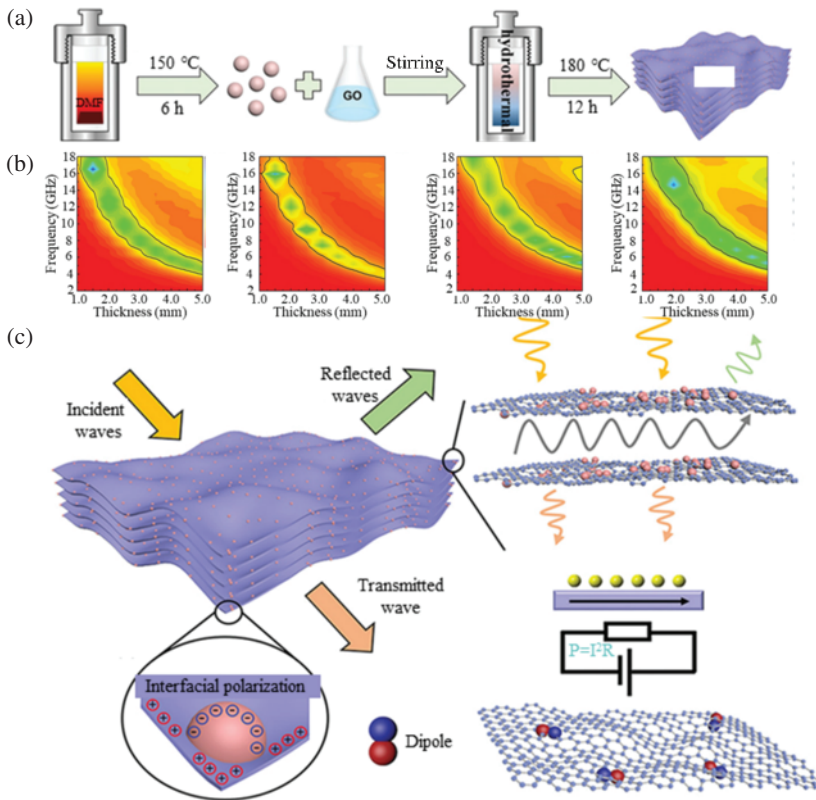 (a)
DMF
150 ℃
6 h
GO
Stirring
hydrothermal
180 ℃
12 h
(b)
Frequency (GHz)
18
16
14
12
10
8
6
4
2
1.0 2.0 3.0 4.0 5.0
Thickness (mm)
Frequency (GHz)
18
16
14
12
10
8
6
4
2
1.0 2.0 3.0 4.0 5.0
Thickness (mm)
Frequency (GHz)
18
16
14
12
10
8
6
4
2
1.0 2.0 3.0 4.0 5.0
Thickness (mm)
Frequency (GHz)
18
16
14
12
10
8
6
4
2
1.0 2.0 3.0 4.0 5.0
Thickness (mm)
(c)
Incident
waves
Reflected
waves
Transmitted
wave
P=I²R
Interfacial polarization
Dipole